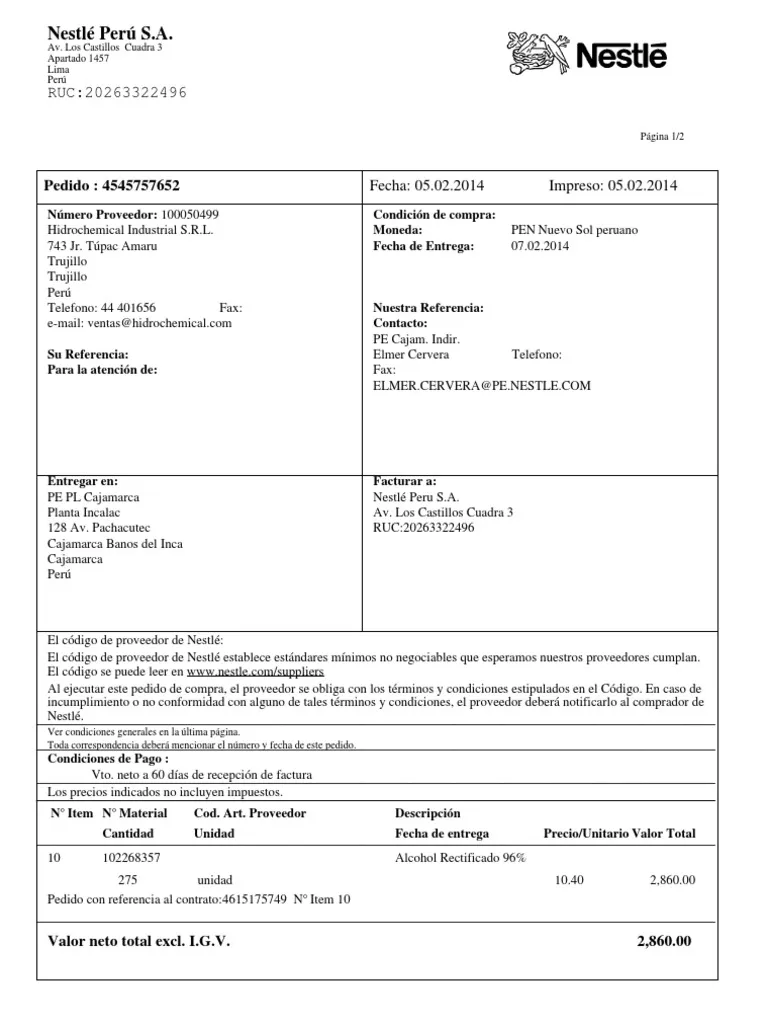 Nestlé Perú S.A.
Av. Los Castillos Cuadra 3
Apartado 1457
Lima
Perú
RUC:20263322496
Nestlé
Página 1/2
Pedido : 4545757652
Fecha: 05.02.2014 Impreso: 05.02.2014
Número Proveedor: 100050499
Hidrochemical Industrial S.R.L.
743 Jr. Túpac Amaru
Trujillo
Trujillo
Perú
Telefono: 44 401656 Fax:
e-mail: ventas@hidrochemical.com
Su Referencia:
Para la atención de:
Condición de compra:
Moneda: PEN Nuevo Sol peruano
Fecha de Entrega: 07.02.2014
Nuestra Referencia:
Contacto:
PE Cajam. Indir.
Elmer Cervera Telefono:
Fax:
ELMER.CERVERA@PE.NESTLE.COM
Entregar en:
PE PL Cajamarca
Planta Incalac
128 Av. Pachacutec
Cajamarca Banos del Inca
Cajamarca
Perú
Facturar a:
Nestlé Peru S.A.
Av. Los Castillos Cuadra 3
RUC:20263322496
El código de proveedor de Nestlé:
El código de proveedor de Nestlé establece estándares mínimos no negociables que esperamos nuestros proveedores cumplan.
El código se puede leer en www.nestle.com/suppliers
Al ejecutar este pedido de compra, el proveedor se obliga con los términos y condiciones estipulados en el Código. En caso de
incumplimiento o no conformidad con alguno de tales términos y condiciones, el proveedor deberá notificarlo al comprador de
Nestlé.
Ver condiciones generales en la última página.
Toda correspondencia deberá mencionar el número y fecha de este pedido.
Condiciones de Pago :
Vto. neto a 60 días de recepción de factura
Los precios indicados no incluyen impuestos.
N° Item N° Material Cod. Art. Proveedor Descripción
Cantidad Unidad Fecha de entrega Precio/Unitario Valor Total
10 102268357 Alcohol Rectificado 96%
275 unidad 10.40 2,860.00
Pedido con referencia al contrato:4615175749 N° Item 10
Valor neto total excl. I.G.V. 2,860.00